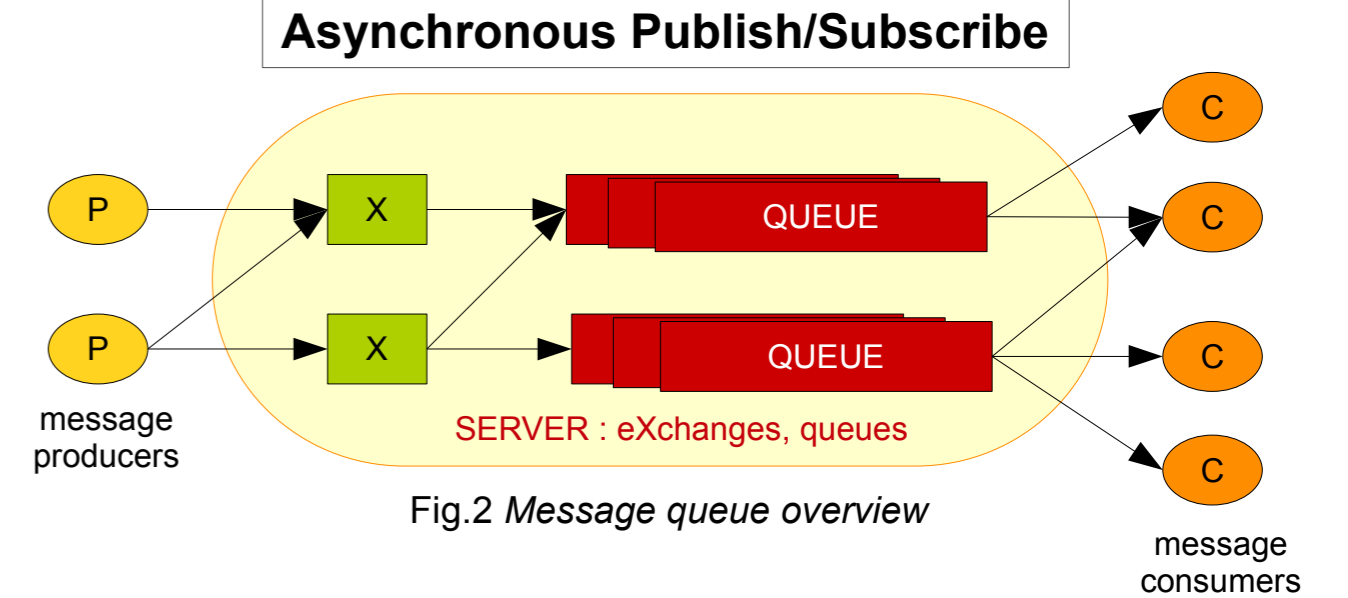 Asynchronous Publish/Subscribe
C
P
X
QUEUE
C
P
X
QUEUE
C
message
producers
SERVER : eXchanges, queues
C
Fig.2 Message queue overview
message
consumers